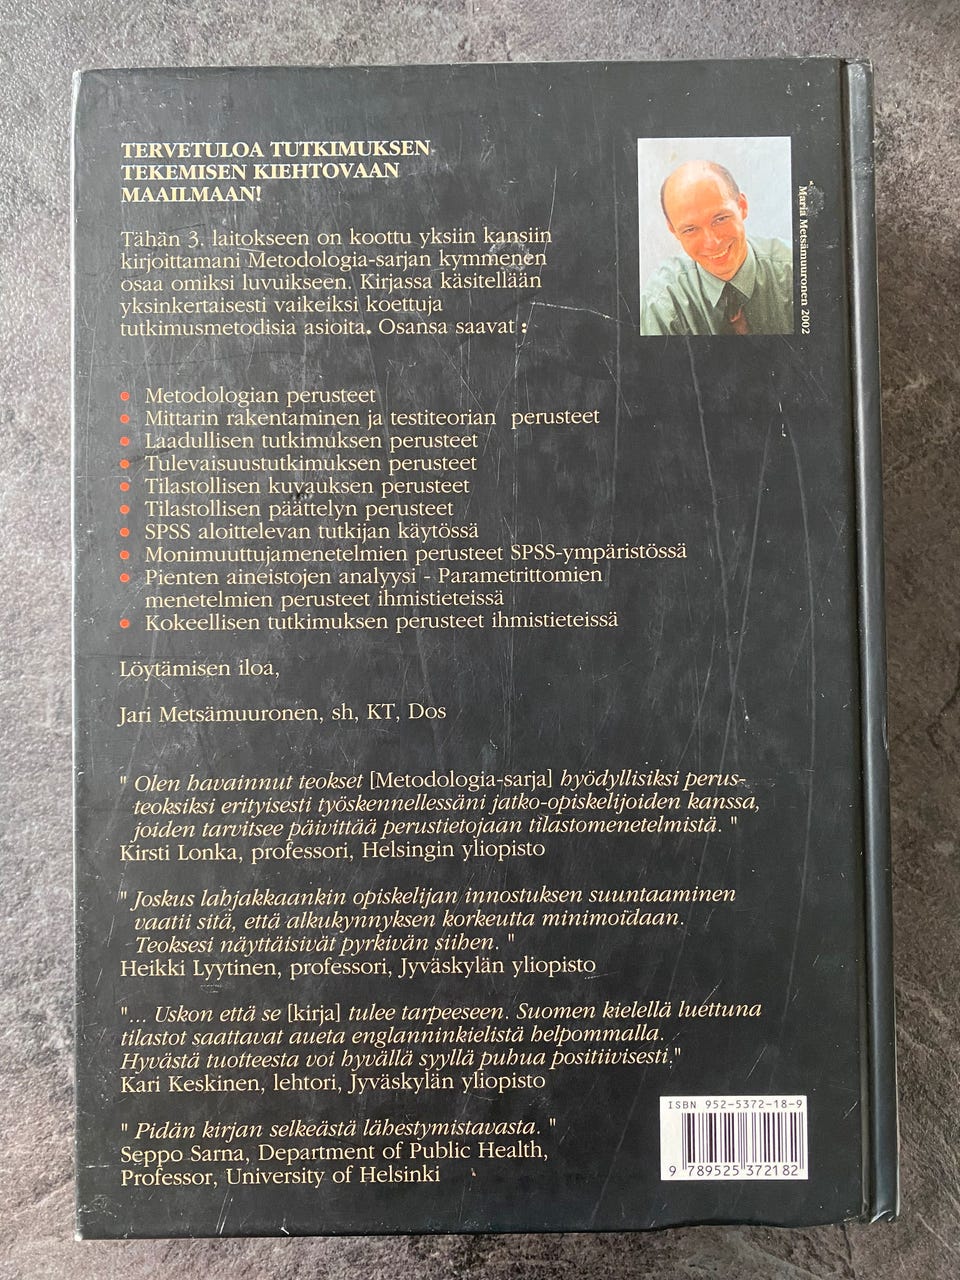 TERVETULOA TUTKIMUKSEN
TEKEMISEN KIEHTOVAAN
MAAILMAAN!
Tähän 3. laitokseen on koottu yksiin kansiin
kirjoittamani Metodologia-sarjan kymmenen
osaa omiksi luvuikseen. Kirjassa käsitellään
yksinkertaisesti vaikeiksi koettuja
tutkimusmetodisia asioita. Osansa saavat :
Maria Metsämuuronen 2002
• Metodologian perusteet
• Mittarin rakentaminen ja testiteorian perusteet
• Laadullisen tutkimuksen perusteet
• Tulevaisuustutkimuksen perusteet
• Tilastollisen kuvauksen perusteet
• Tilastollisen päättelyn perusteet
• SPSS aloittelevan tutkijan käytössä
• Monimuuttujamenetelmien perusteet SPSS-ympäristössä
• Pienten aineistojen analyysi - Parametrittomien
menetelmien perusteet ihmistieteissä
• Kokeellisen tutkimuksen perusteet ihmistieteissä
Löytämisen iloa,
Jari Metsämuuronen, sh, KT, Dos
" Olen havainnut teokset [Metodologia-sarja] hyödyllisiksi perus-
teoksiksi erityisesti työskennellessäni jatko-opiskelijoiden kanssa,
joiden tarvitsee päivittää perustietojaan tilastomenetelmistä. "
Kirsti Lonka, professori, Helsingin yliopisto
" Joskus lahjakkaankin opiskelijan innostuksen suuntaaminen
vaatii sitä, että alkukynnyksen korkeutta minimoidaan.
Teoksesi näyttäisivät pyrkivän siihen. "
Heikki Lyytinen, professori, Jyväskylän yliopisto
"... Uskon että se [kirja] tulee tarpeeseen. Suomen kielellä luettuna
tilastot saattavat aueta englanninkielistä helpommalla.
Hyvästä tuotteesta voi hyvällä syyllä puhua positiivisesti."
Kari Keskinen, lehtori, Jyväskylän yliopisto
" Pidän kirjan selkeästä lähestymistavasta. "
Seppo Sarna, Department of Public Health,
Professor, University of Helsinki
ISBN 952-5372-18-9
9 789525 372182